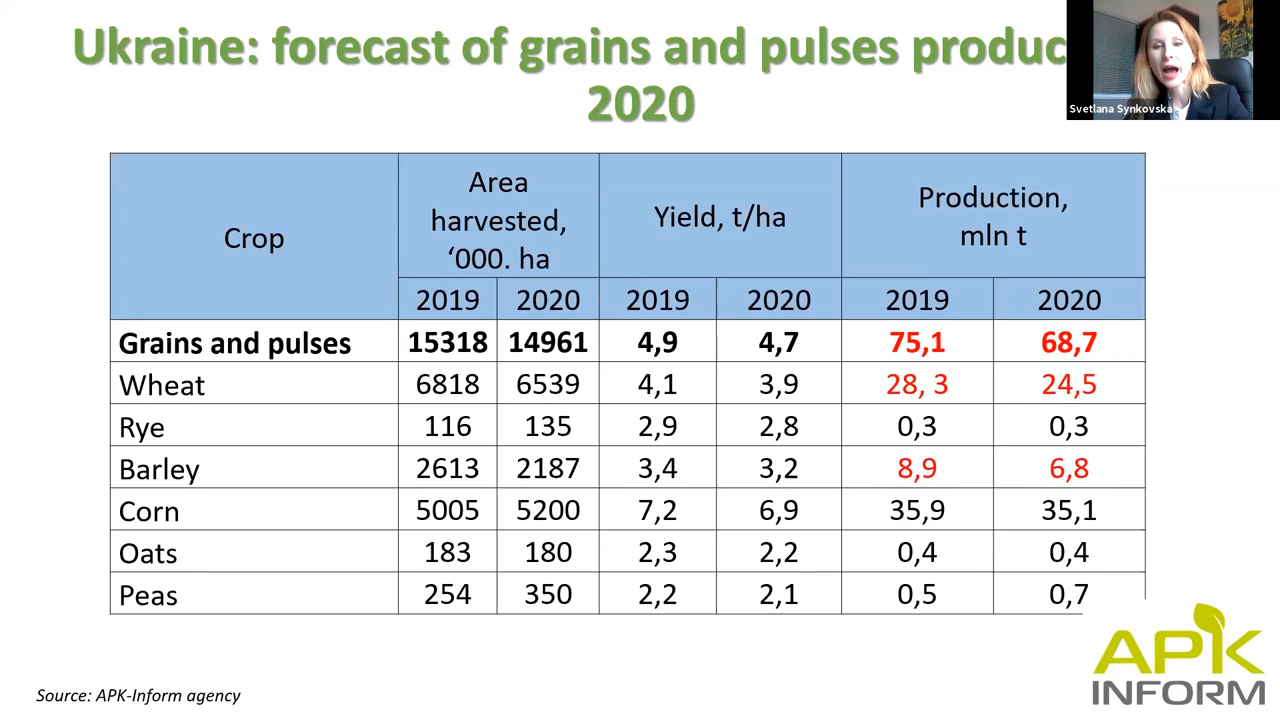 Ukraine: forecast of grains and pulses
2020
Svetlana Synkovska
Crop
Area
harvested,
‘000. ha
Yield, t/ha
Production,
mln t
2019 2020 2019 2020 2019 2020
Grains and pulses 15318 14961 4,9 4,7 75,1 68,7
Wheat 6818 6539 4,1 3,9 28, 3 24,5
Rye 116 135 2,9 2,8 0,3 0,3
Barley 2613 2187 3,4 3,2 8,9 6,8
Corn 5005 5200 7,2 6,9 35,9 35,1
Oats 183 180 2,3 2,2 0,4 0,4
Peas 254 350 2,2 2,1 0,5 0,7
Source: APK-Inform agency
APK
INFORM